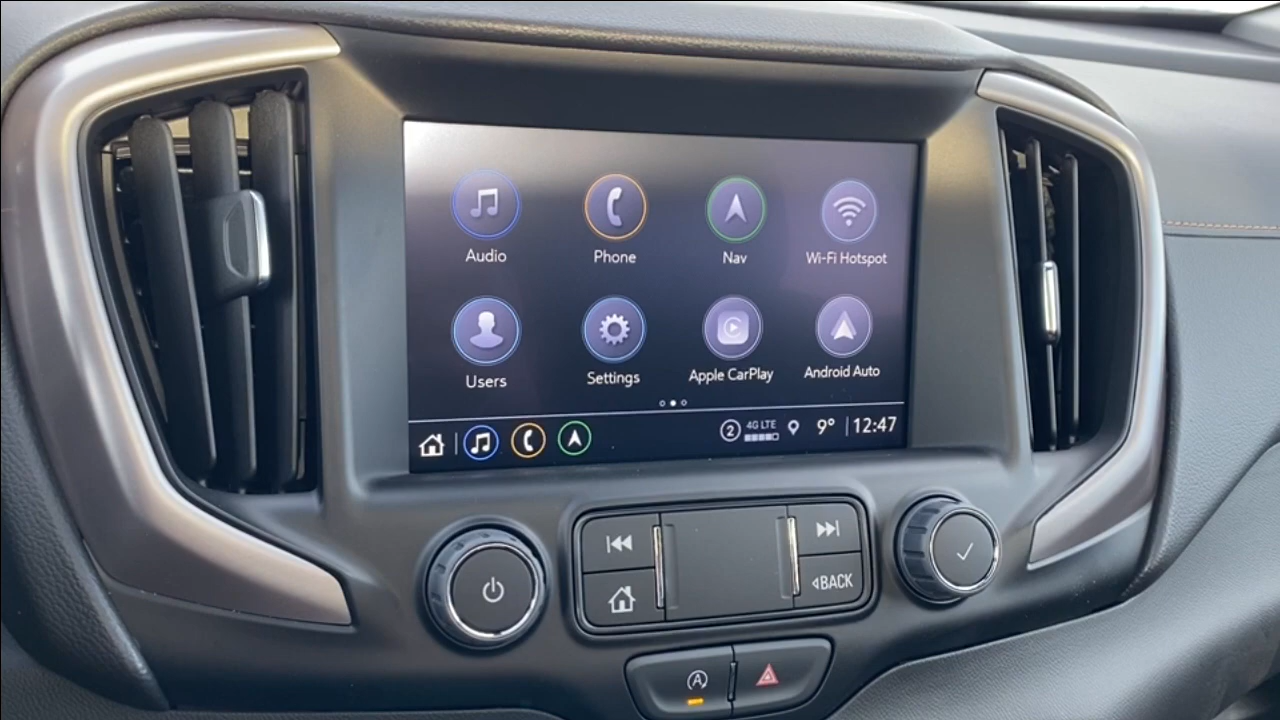 Audio Phone Nav Wi-Fi Hotspot
Users Settings Apple CarPlay Android Auto
2 4G LTE 9° 12:47
BACK
A